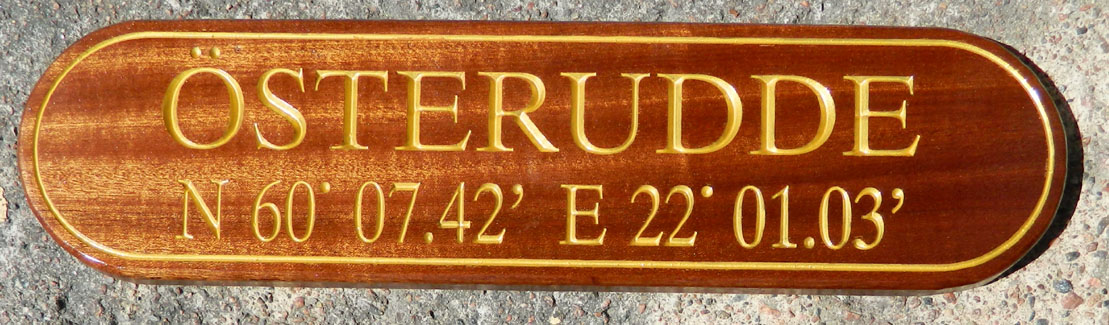 ÖSTERUDDE
N 60° 07.42’ E 22° 01.03’